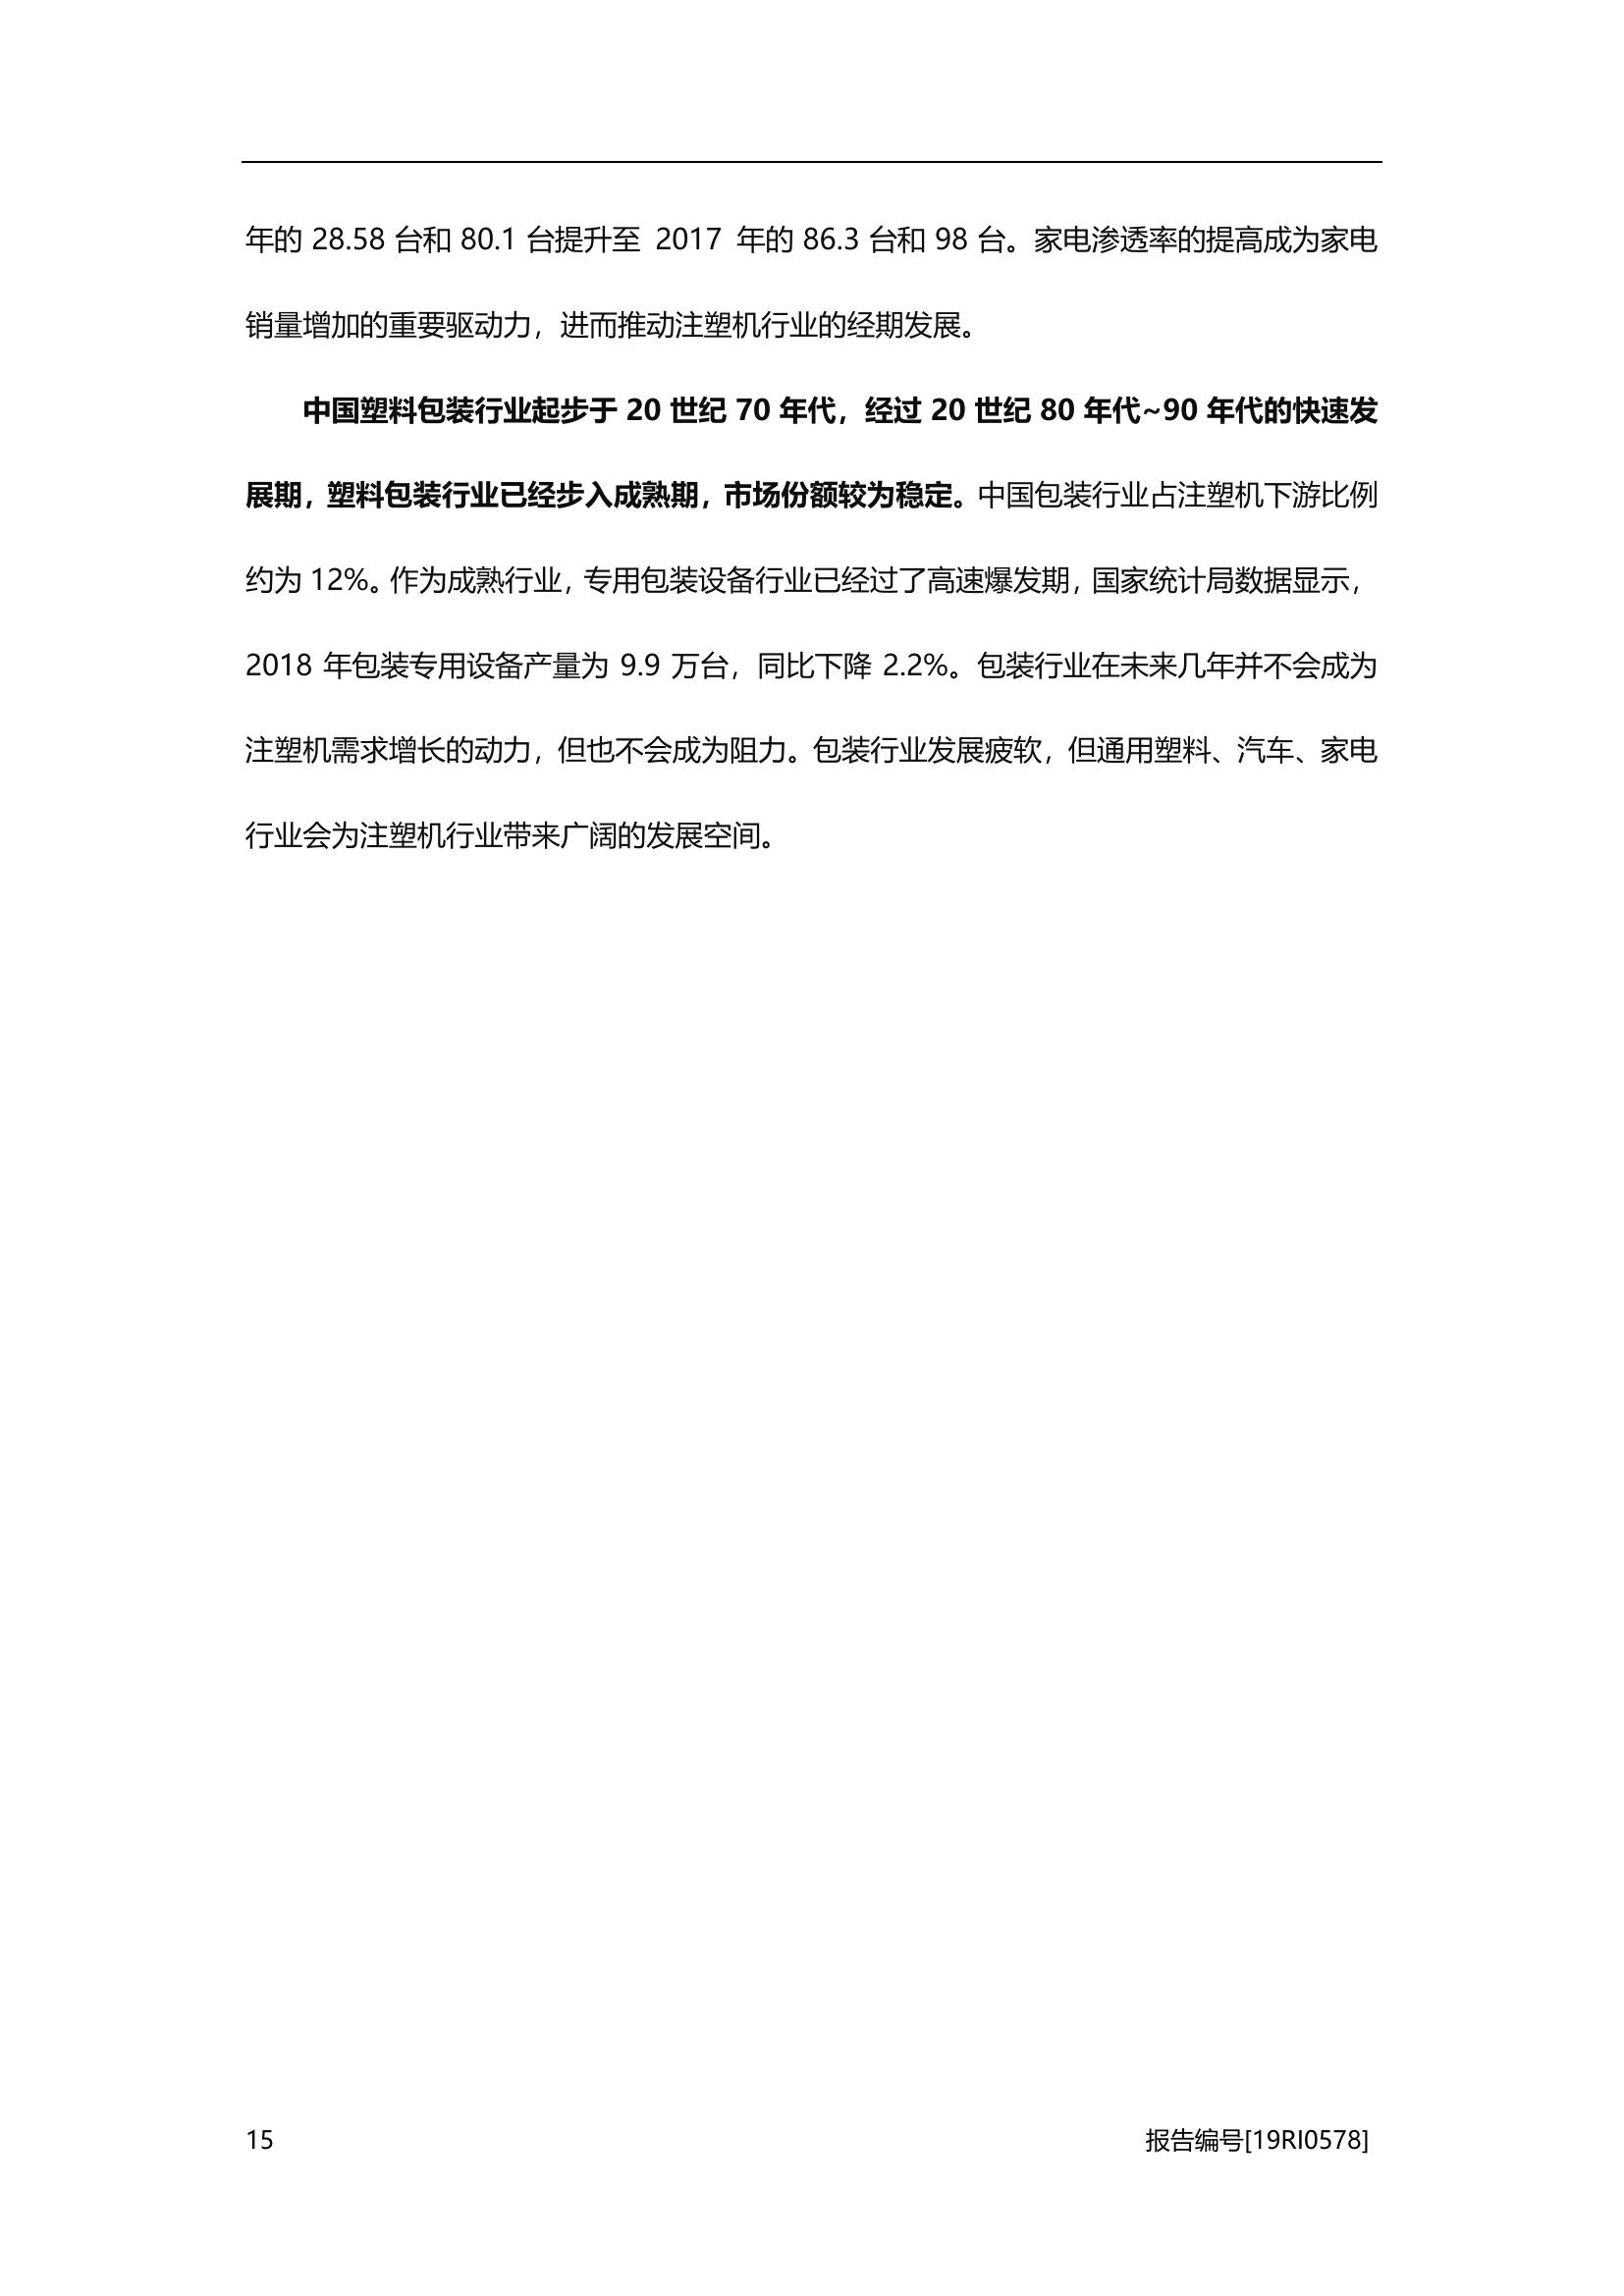 年的 28.58 台和 80.1 台提升至 2017 年的 86.3 台和 98 台。家电渗透率的提高成为家电
销量增加的重要驱动力，进而推动注塑机行业的经期发展。
中国塑料包装行业起步于 20 世纪 70 年代，经过 20 世纪 80 年代~90 年代的快速发
展期，塑料包装行业已经步入成熟期，市场份额较为稳定。中国包装行业占注塑机下游比例
约为 12%。作为成熟行业，专用包装设备行业已经过了高速爆发期，国家统计局数据显示，
2018 年包装专用设备产量为 9.9 万台，同比下降 2.2%。包装行业在未来几年并不会成为
注塑机需求增长的动力，但也不会成为阻力。包装行业发展疲软，但通用塑料、汽车、家电
行业会为注塑机行业带来广阔的发展空间。
15 报告编号[19RI0578]